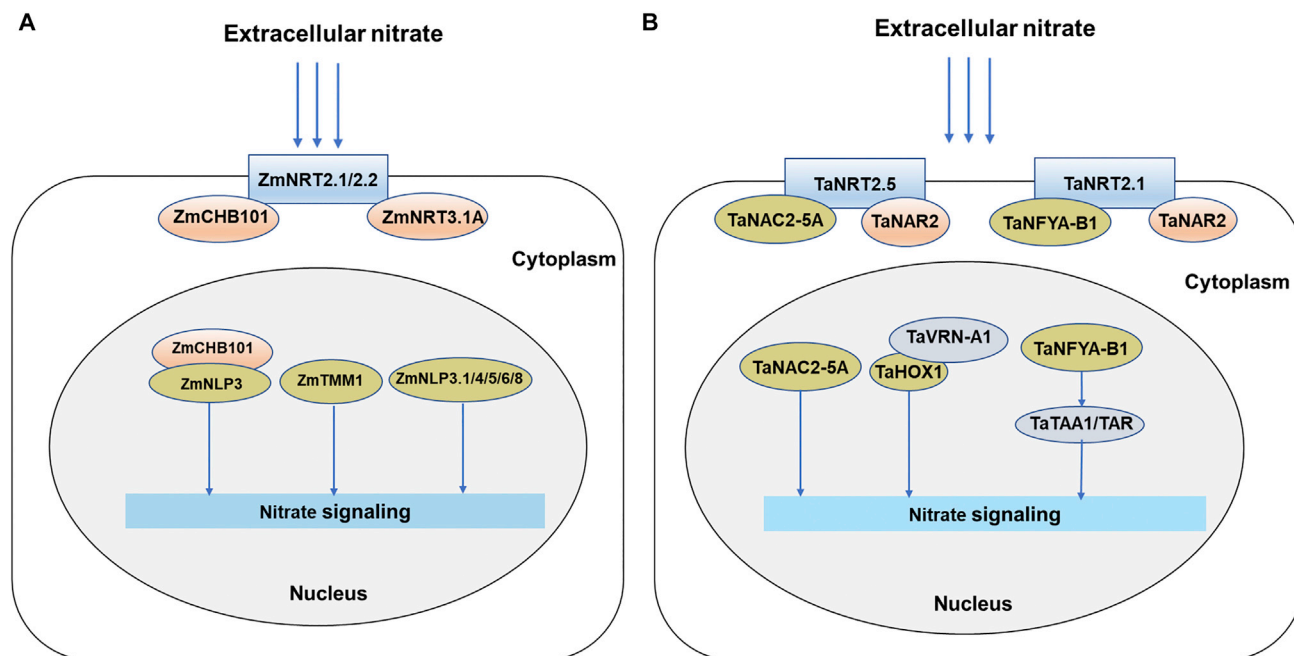 A
Extracellular nitrate
ZmNRT2.1/2.2
ZmCHB101
ZmNRT3.1A
Cytoplasm
ZmCHB101
ZmNLP3
ZmTMM1
ZmNLP3.1/4/5/6/8
Nitrate signaling
Nucleus
B
Extracellular nitrate
TaNRT2.5
TaNRT2.1
TaNAC2-5A
TaNAR2
TaNFYA-B1
TaNAR2
Cytoplasm
TaVRN-A1
TaNFYA-B1
TaNAC2-5A
TaHOX1
TaTAA1/TAR
Nitrate signaling
Nucleus